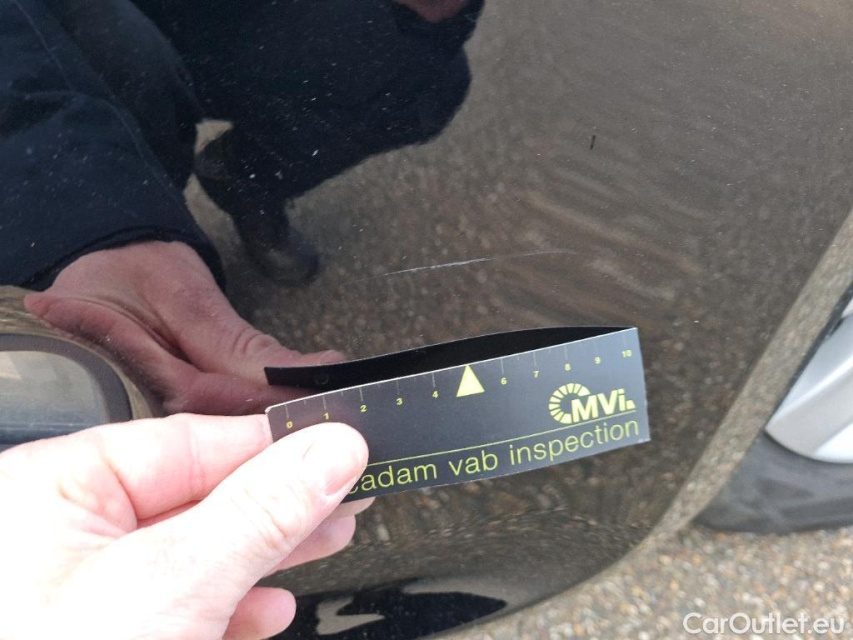 0 1 2 3 4 6 7 8 9 10
MVi.
cadam vab inspection
CarOutlet.eu